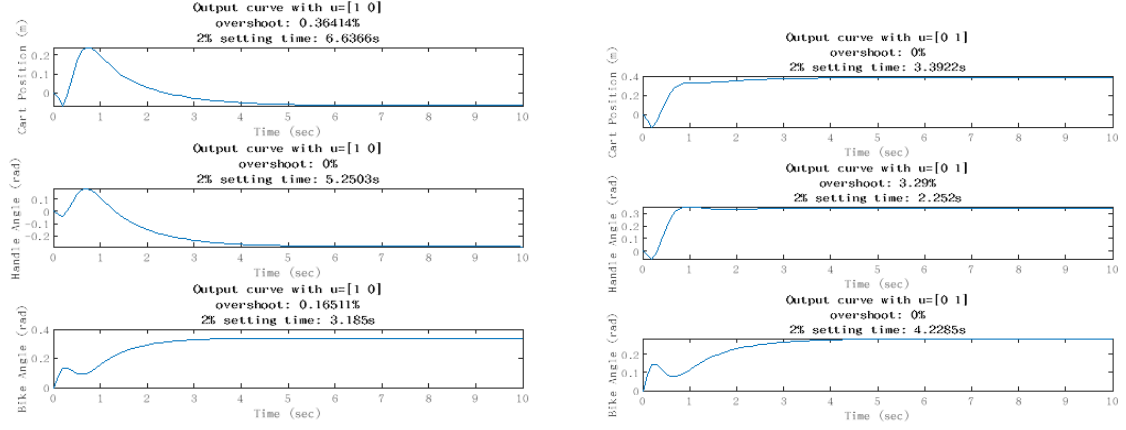 Output curve with u=[1 0]
overshoot: 0.36414%
2% setting time: 6.6366s
Cart Position (m)
0.2
0.1
0
0 1 2 3 4 5 6 7 8 9 10
Time (sec)
Output curve with u=[1 0]
overshoot: 0%
2% setting time: 5.2503s
Handle Angle (rad)
0.1
0
-0.1
-0.2
0 1 2 3 4 5 6 7 8 9 10
Time (sec)
Output curve with u=[1 0]
overshoot: 0.16511%
2% setting time: 3.185s
Bike Angle (rad)
0.4
0.2
0
0 1 2 3 4 5 6 7 8 9 10
Time (sec)
Output curve with u=[0 1]
overshoot: 0%
2% setting time: 3.3922s
Cart Position (m)
0.4
0.2
0
0 1 2 3 4 5 6 7 8 9 10
Time (sec)
Output curve with u=[0 1]
overshoot: 3.29%
2% setting time: 2.252s
Handle Angle (rad)
0.3
0.2
0.1
0
0 1 2 3 4 5 6 7 8 9 10
Time (sec)
Output curve with u=[0 1]
overshoot: 0%
2% setting time: 4.2285s
Bike Angle (rad)
0.2
0.1
0
0 1 2 3 4 5 6 7 8 9 10
Time (sec)